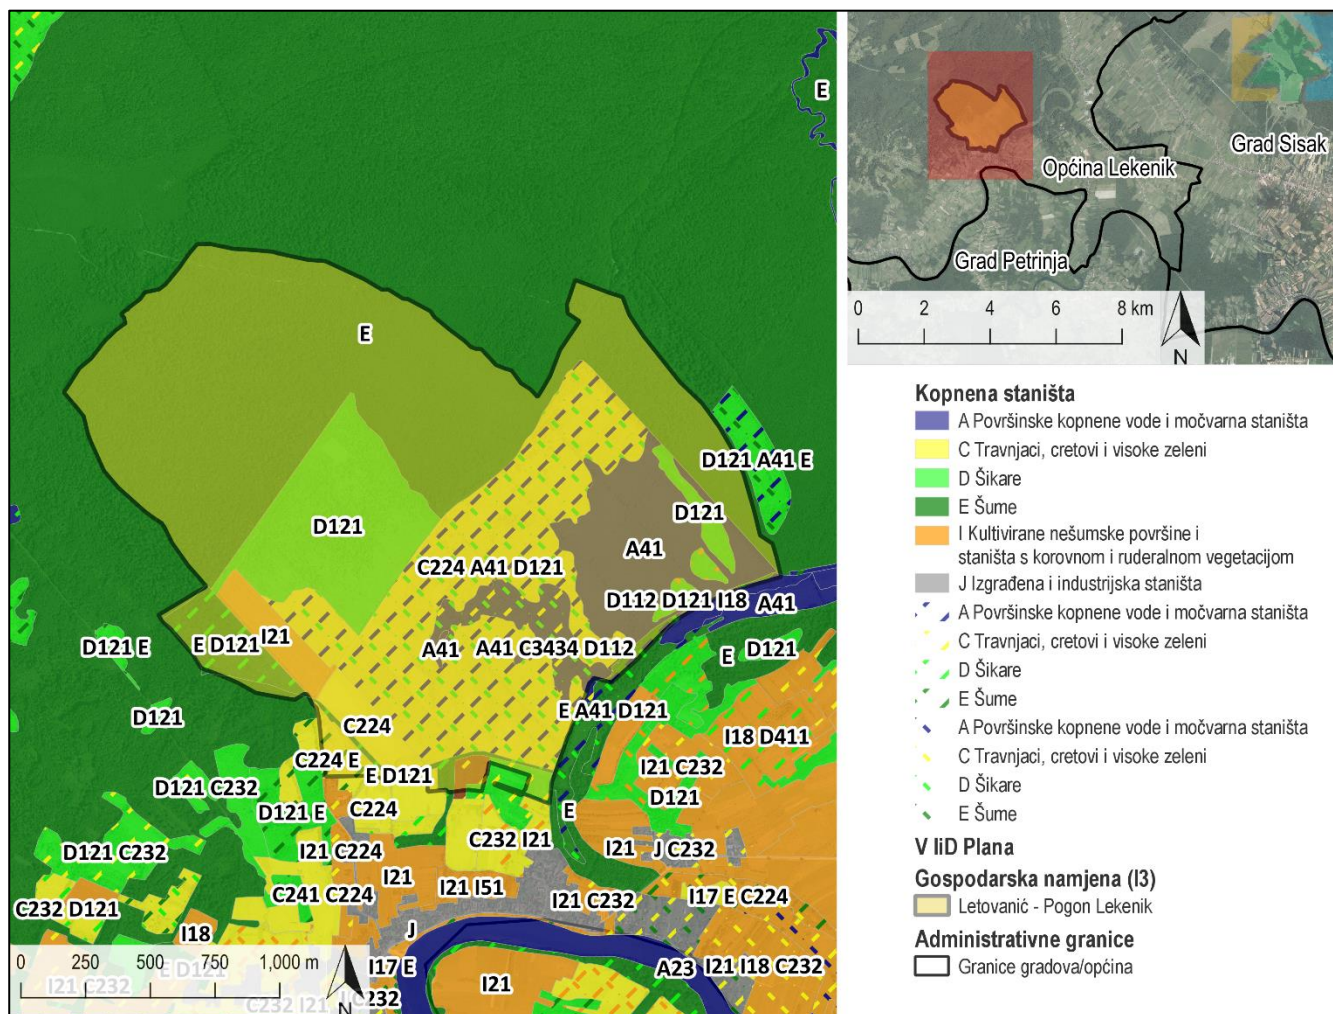 E
E
D121 A41 E
D121
D121
A41
C224 A41 D121
D112 D121 I18
A41
D121 E
E D121
I21
A41
A41 C3434 D112
E
D121
D121
C224
E A41 D121
I18 D411
C224 E
E D121
I21 C232
D121 C232
D121 E
C224
D121
E
D121 C232
I21 C224
C232 I21
I21
J C232
C241 C224
I21
I21 I51
I21 C232
I17 E C224
C232 D121
I18
J
E D121
I17 E
A23
I21 I18 C232
I21 C232
I21
C232 I21
C232
0 250 500 1,000 m
N
Grad Sisak
Općina Lekenik
Grad Petrinja
0 2 4 6 8 km
N
Kopnena staništa
A Površinske kopnene vode i močvarna staništa
C Travnjaci, cretovi i visoke zeleni
D Šikare
E Šume
I Kultivirane nešumske površine i
staništa s korovnom i ruderalnom vegetacijom
J Izgrađena i industrijska staništa
A Površinske kopnene vode i močvarna staništa
C Travnjaci, cretovi i visoke zeleni
D Šikare
E Šume
A Površinske kopnene vode i močvarna staništa
C Travnjaci, cretovi i visoke zeleni
D Šikare
E Šume
V IiD Plana
Gospodarska namjena (I3)
Letovanić - Pogon Lekenik
Administrativne granice
Granice gradova/općina